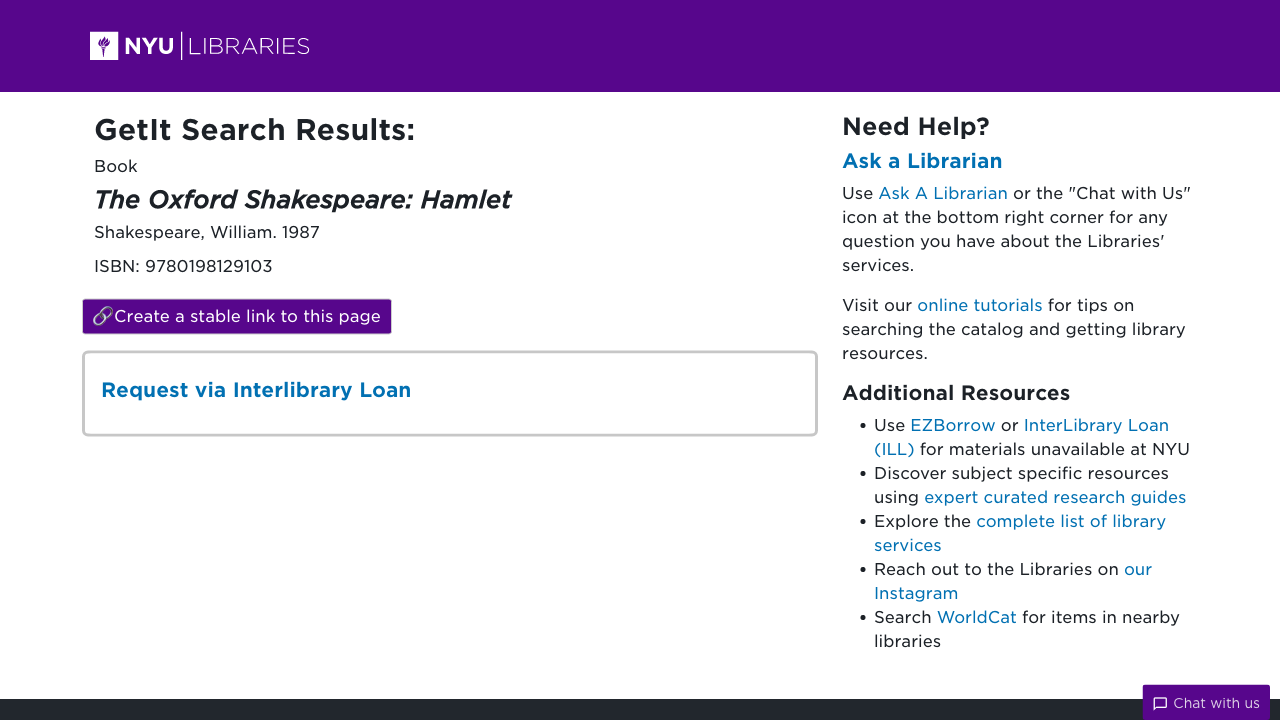 NYU LIBRARIES
GetIt Search Results:
Book
The Oxford Shakespeare: Hamlet
Shakespeare, William. 1987
ISBN: 9780198129103
Create a stable link to this page
Request via Interlibrary Loan
Need Help?
Ask a Librarian
Use Ask A Librarian or the "Chat with Us"
icon at the bottom right corner for any
question you have about the Libraries'
services.
Visit our online tutorials for tips on
searching the catalog and getting library
resources.
Additional Resources
• Use EZBorrow or InterLibrary Loan
(ILL) for materials unavailable at NYU
• Discover subject specific resources
using expert curated research guides
• Explore the complete list of library
services
• Reach out to the Libraries on our
Instagram
• Search WorldCat for items in nearby
libraries
Chat with us